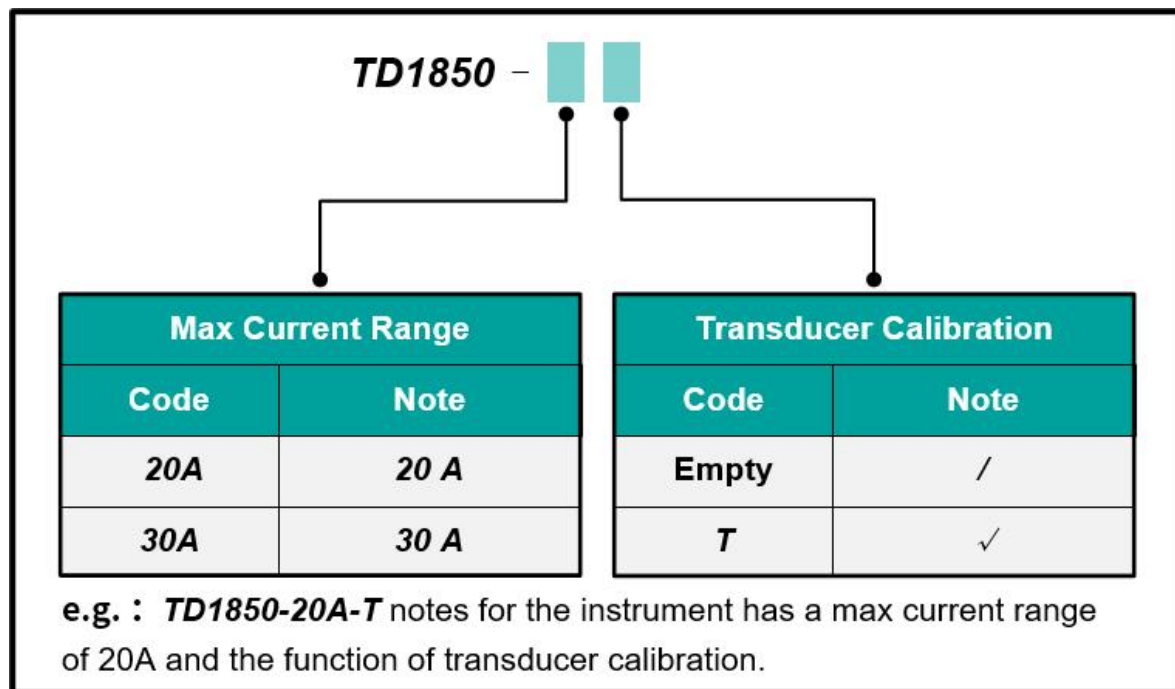 TD1850 –
Max Current Range
Code Note
20A 20 A
30A 30 A
Transducer Calibration
Code Note
Empty /
T √
e.g. : TD1850-20A-T notes for the instrument has a max current range
of 20A and the function of transducer calibration.